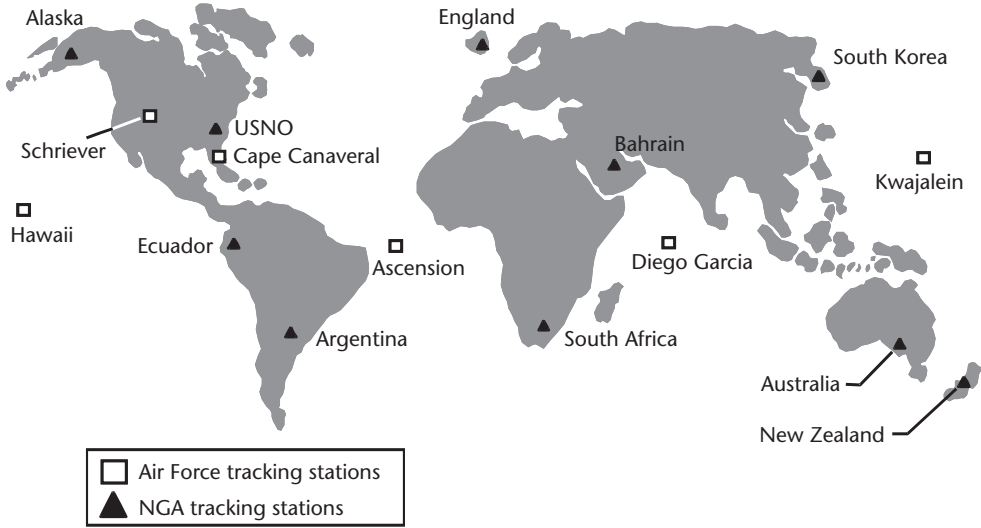 Alaska
England
South Korea
USNO
Schriever
Cape Canaveral
Bahrain
Kwajalein
Hawaii
Ecuador
Ascension
Diego Garcia
Argentina
South Africa
Australia
New Zealand
Air Force tracking stations
NGA tracking stations